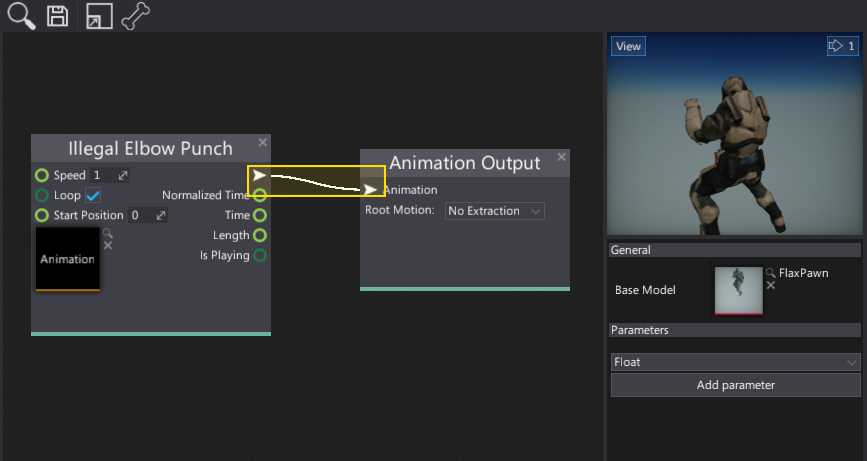 View
1
Illegal Elbow Punch
Speed 1
Loop
Normalized Time
Start Position 0
Time
Length
Is Playing
Animation
Animation Output
Animation
Root Motion: No Extraction
General
Base Model
FlaxPawn
Parameters
Float
Add parameter